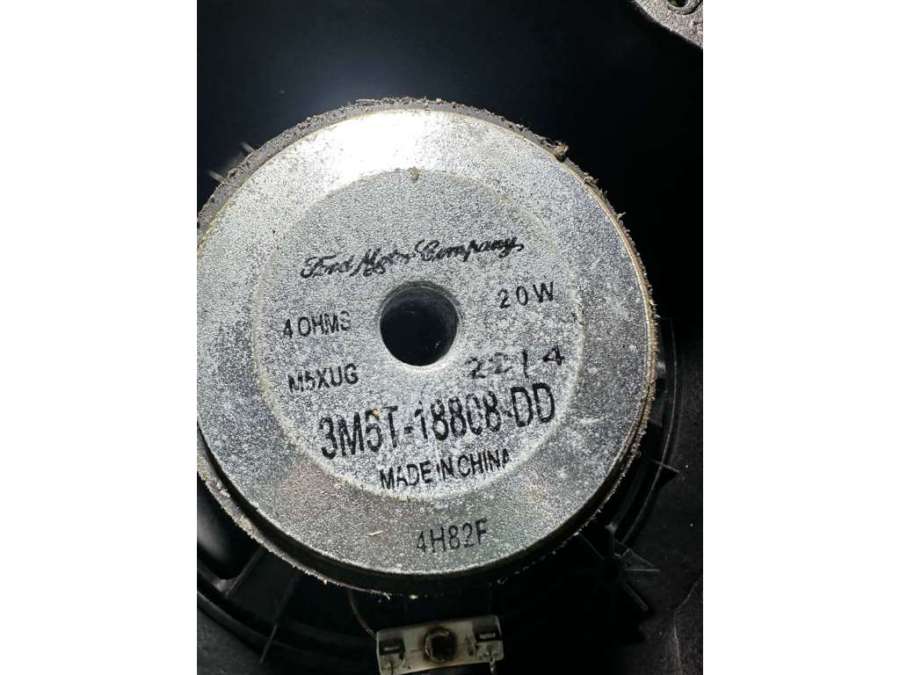 Ford Motor Company
4 OHMS 20W
M5XUG 2214
3M5T-18808-DD
MADE IN CHINA
4H82F